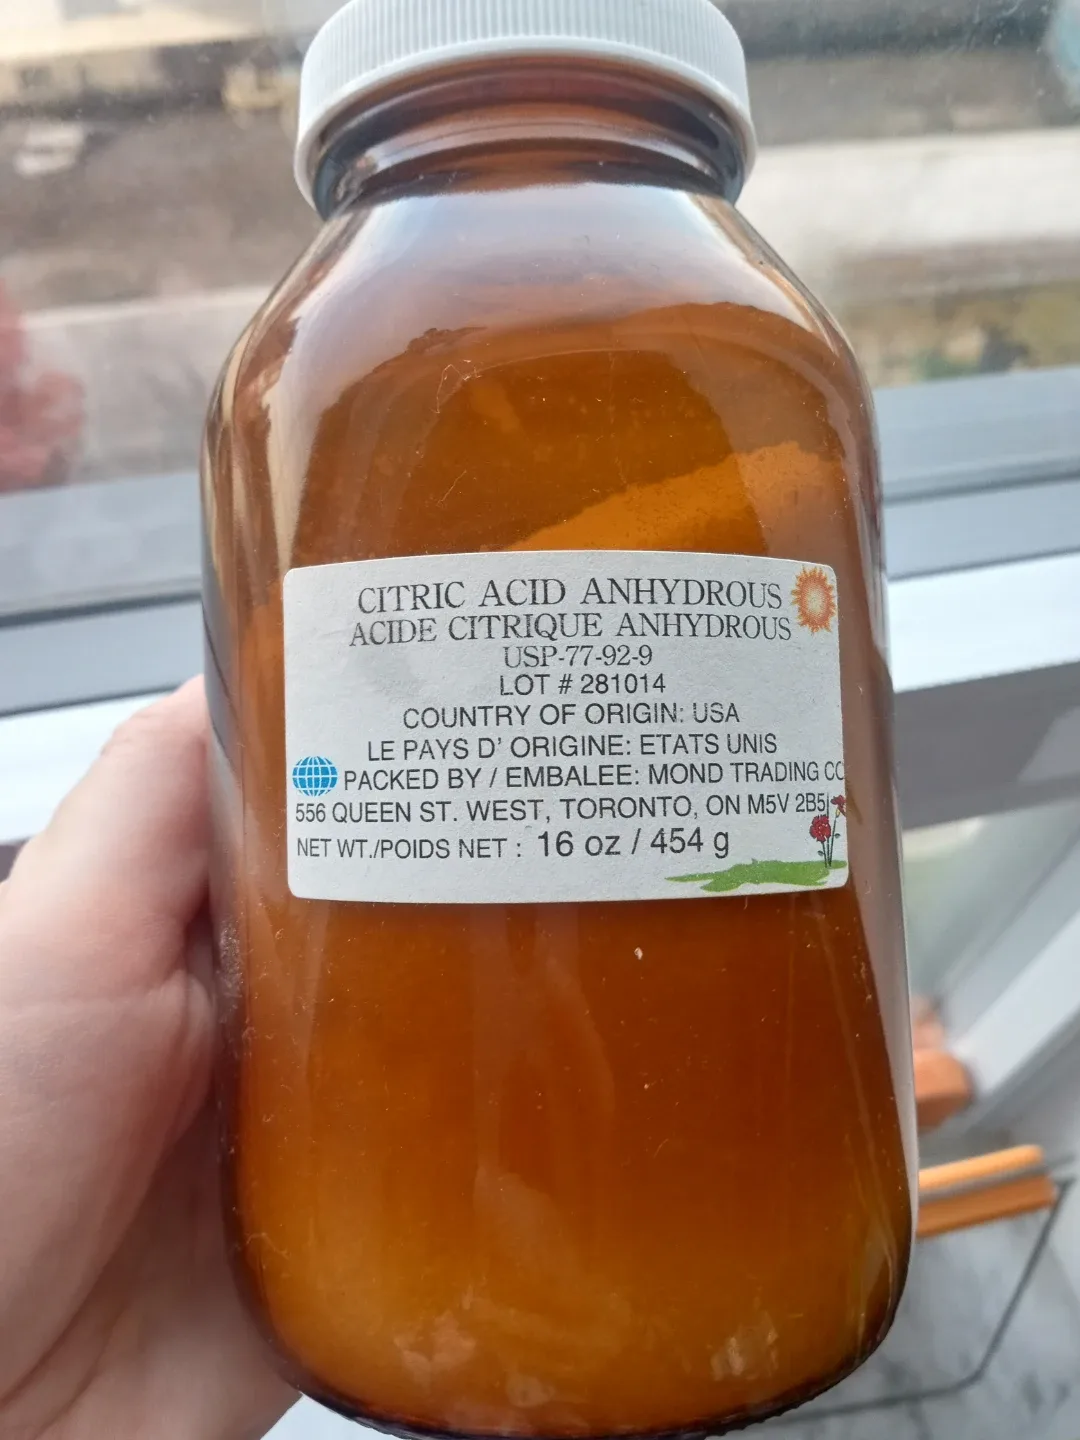 CITRIC ACID ANHYDROUS
ACIDE CITRIQUE ANHYDROUS
USP-77-92-9
LOT # 281014
COUNTRY OF ORIGIN: USA
LE PAYS D' ORIGINE: ETATS UNIS
PACKED BY / EMBALEE: MOND TRADING CO
556 QUEEN ST. WEST, TORONTO, ON M5V 2B5
NET WT./POIDS NET : 16 oz / 454 g